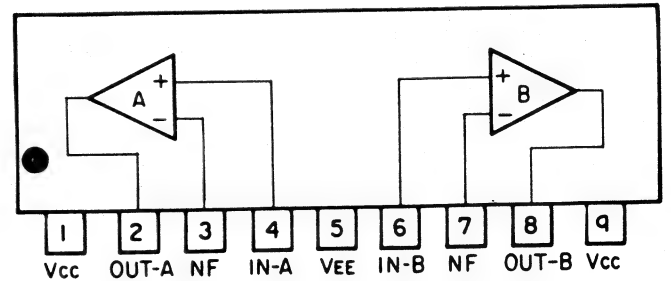 + +
A B
− −
1 2 3 4 5 6 7 8 9
VCC OUT-A NF IN-A VEE IN-B NF OUT-B VCC